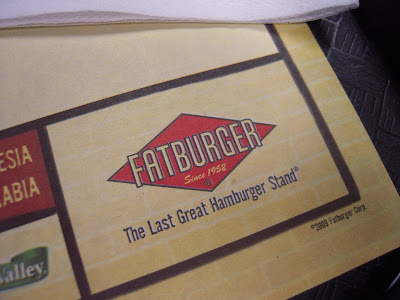 ESIA
ABIA
Valley
FATBURGER
Since 1952
The Last Great Hamburger Stand®
©2009 Fatburger Corp.